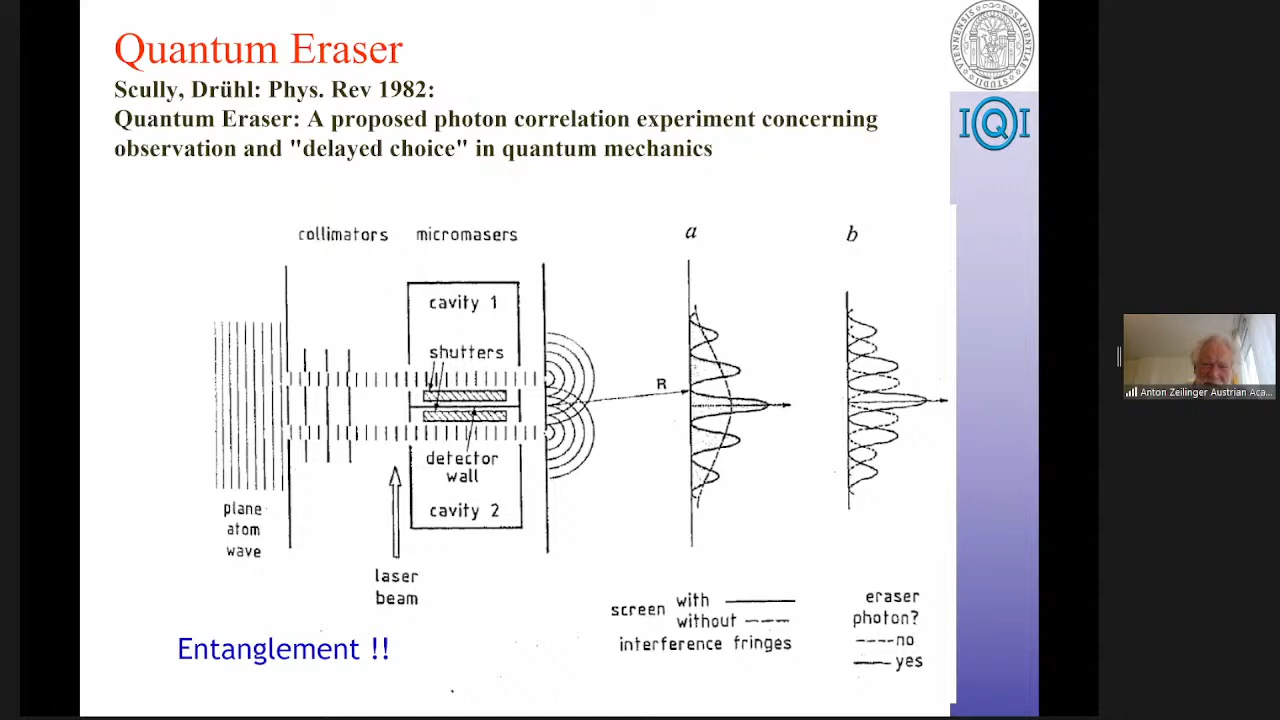 Quantum Eraser
Scully, Drühl: Phys. Rev 1982:
Quantum Eraser: A proposed photon correlation experiment concerning
observation and "delayed choice" in quantum mechanics
collimators
micromasers
a
b
cavity 1
shutters
R
detector
wall
cavity 2
plane
atom
wave
laser
beam
screen with
without
interference fringes
eraser
photon?
no
yes
Entanglement !!
IQI
Anton Zeilinger Austrian Aca...